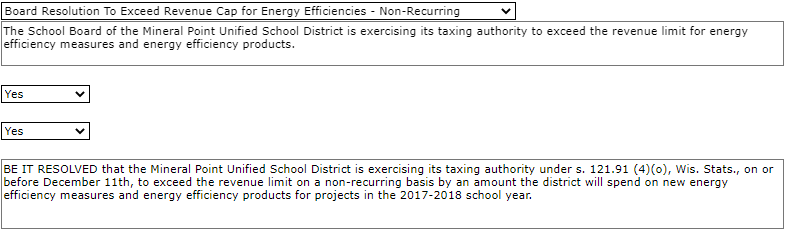 Board Resolution To Exceed Revenue Cap for Energy Efficiencies - Non-Recurring
The School Board of the Mineral Point Unified School District is exercising its taxing authority to exceed the revenue limit for energy
efficiency measures and energy efficiency products.
Yes
Yes
BE IT RESOLVED that the Mineral Point Unified School District is exercising its taxing authority under s. 121.91 (4)(o), Wis. Stats., on or
before December 11th, to exceed the revenue limit on a non-recurring basis by an amount the district will spend on new energy
efficiency measures and energy efficiency products for projects in the 2017-2018 school year.